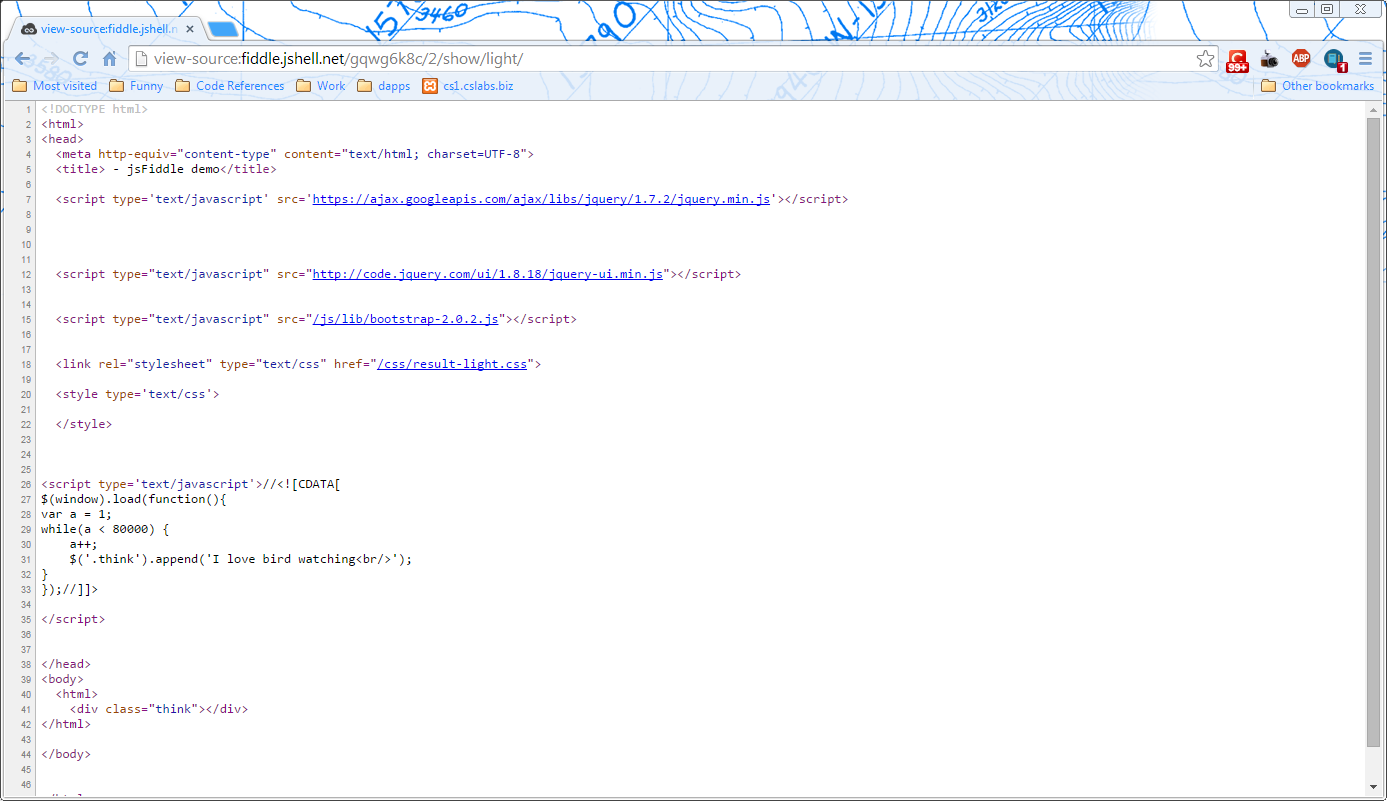 3460
view-source:fiddle.jshell.n
view-source:fiddle.jshell.net/gqwg6k8c/2/show/light/
99+
ABP
1
Most visited
Funny
Code References
Work
dapps
cs1.cslabs.biz
Other bookmarks
1 <!DOCTYPE html>
2 <html>
3 <head>
4 <meta http-equiv="content-type" content="text/html; charset=UTF-8">
5 <title> - jsFiddle demo</title>
6
7 <script type='text/javascript' src='https://ajax.googleapis.com/ajax/libs/jquery/1.7.2/jquery.min.js'></script>
8
9
10
11
12 <script type="text/javascript" src="http://code.jquery.com/ui/1.8.18/jquery-ui.min.js"></script>
13
14
15 <script type="text/javascript" src="/js/lib/bootstrap-2.0.2.js"></script>
16
17
18 <link rel="stylesheet" type="text/css" href="/css/result-light.css">
19
20 <style type='text/css'>
21
22 </style>
23
24
25
26 <script type='text/javascript'>//<![CDATA[
27 $(window).load(function(){
28 var a = 1;
29 while(a < 80000) {
30 a++;
31 $('.think').append('I love bird watching<br/>');
32 }
33 });//]]>
34
35 </script>
36
37
38 </head>
39 <body>
40 <html>
41 <div class="think"></div>
42 </html>
43
44 </body>
45
46